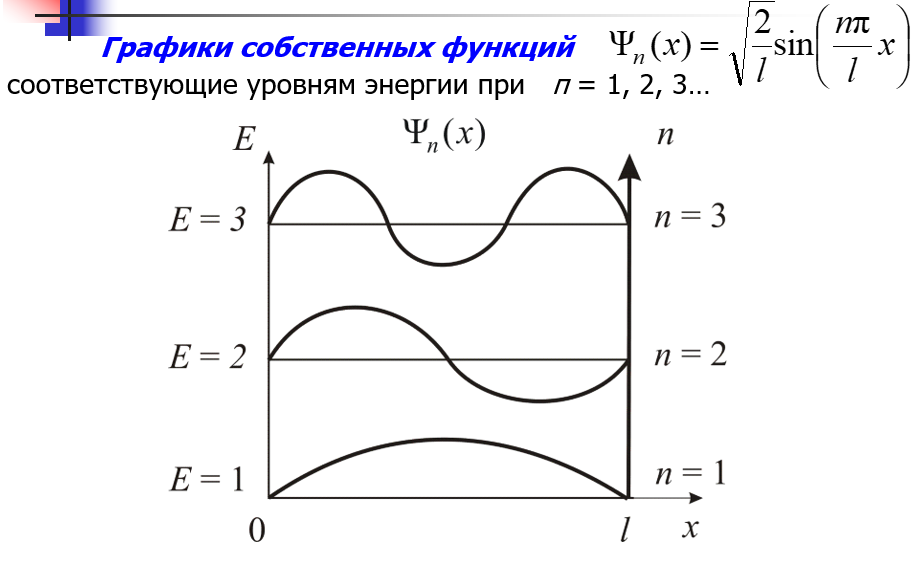 Графики собственных функций Ψₙ(x) = √(2/l) sin(nπ/l x)
соответствующие уровням энергии при n = 1, 2, 3…
E Ψₙ(x) n
E = 3 n = 3
E = 2 n = 2
E = 1 n = 1
0 l x